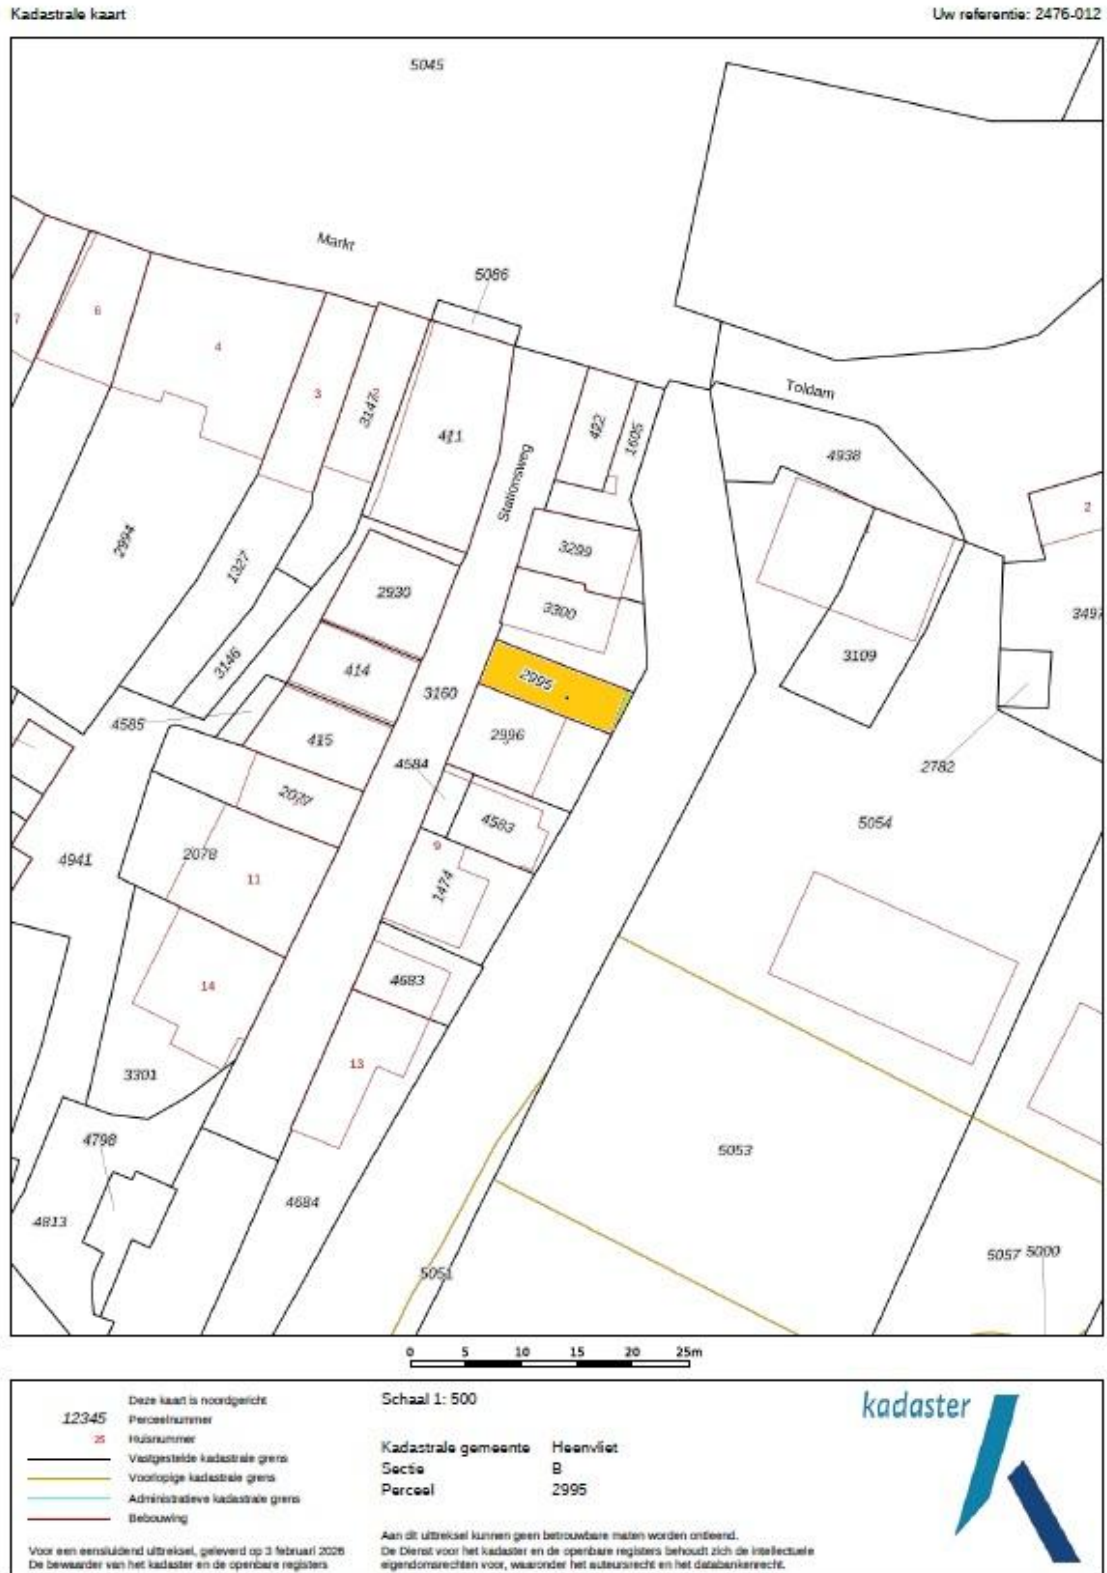 Kadastrale kaart
Uw referentie: 2476-012
5045
Markt
5086
7
6
4
3
3147
2
411
Stationsweg
422
1605
Toldam
4938
2
2994
1327
3299
2930
3300
3497
3109
3146
414
3160
2995
4585
415
2996
2782
4584
2077
4583
5054
4941
2078
9
11
1474
14
4683
13
3301
4798
5053
4684
4813
5051
5057
5000
0 5 10 15 20 25m
Deze kaart is noordgericht
12345 Perceelnummer
25 Huisnummer
Vastgestelde kadastrale grens
Voorlopige kadastrale grens
Administratieve kadastrale grens
Bebouwing
Voor een eensluidend uittreksel, geleverd op 3 februari 2026
De bewaarder van het kadaster en de openbare registers
Schaal 1: 500
Kadastrale gemeente Heenvliet
Sectie B
Perceel 2995
Aan dit uittreksel kunnen geen betrouwbare maten worden ontleend.
De Dienst voor het kadaster en de openbare registers behoudt zich de intellectuele
eigendomsrechten voor, waaronder het auteursrecht en het databankenrecht.
kadaster